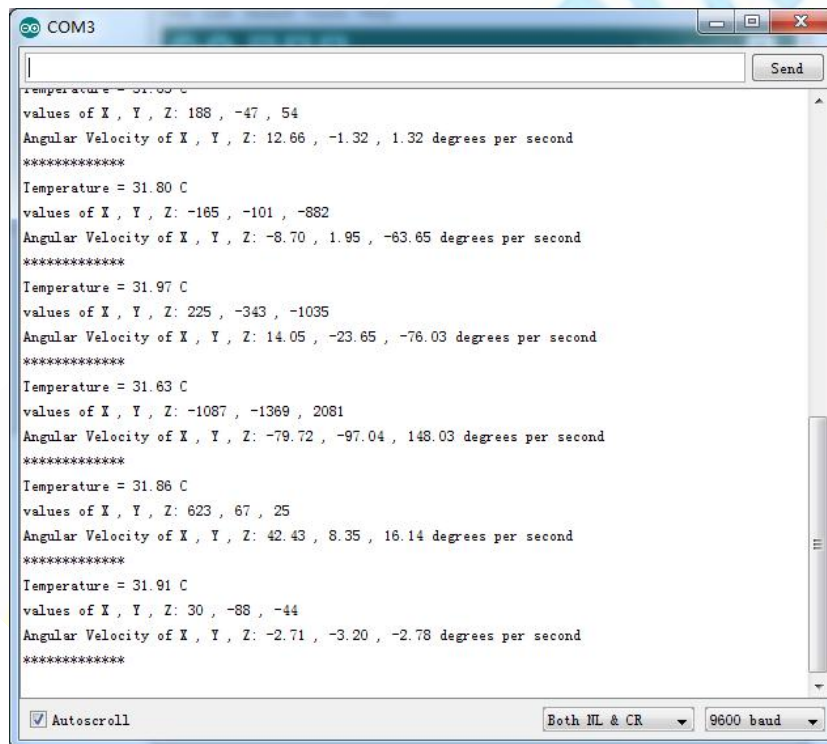 COM3
Send
Temperature = 31.63 C
values of X , Y , Z: 188 , -47 , 54
Angular Velocity of X , Y , Z: 12.66 , -1.32 , 1.32 degrees per second
*************
Temperature = 31.80 C
values of X , Y , Z: -165 , -101 , -882
Angular Velocity of X , Y , Z: -8.70 , 1.95 , -63.65 degrees per second
*************
Temperature = 31.97 C
values of X , Y , Z: 225 , -343 , -1035
Angular Velocity of X , Y , Z: 14.05 , -23.65 , -76.03 degrees per second
*************
Temperature = 31.63 C
values of X , Y , Z: -1087 , -1369 , 2081
Angular Velocity of X , Y , Z: -79.72 , -97.04 , 148.03 degrees per second
*************
Temperature = 31.86 C
values of X , Y , Z: 623 , 67 , 25
Angular Velocity of X , Y , Z: 42.43 , 8.35 , 16.14 degrees per second
*************
Temperature = 31.91 C
values of X , Y , Z: 30 , -88 , -44
Angular Velocity of X , Y , Z: -2.71 , -3.20 , -2.78 degrees per second
*************
Autoscroll
Both NL & CR
9600 baud